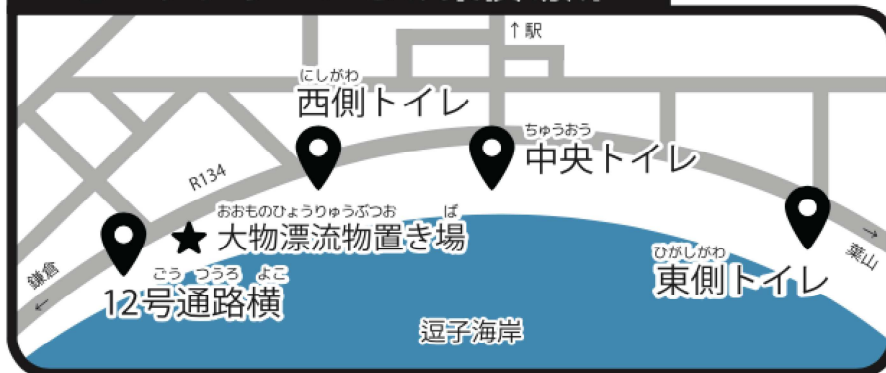 ↑駅
にしがわ
西側トイレ
ちゅうおう
中央トイレ
R134
おおものひょうりゅうぶつお ば
★大物漂流物置き場
ごう つうろ よこ
12号通路横
鎌倉
←
ひがしがわ
東側トイレ
→
葉山
逗子海岸